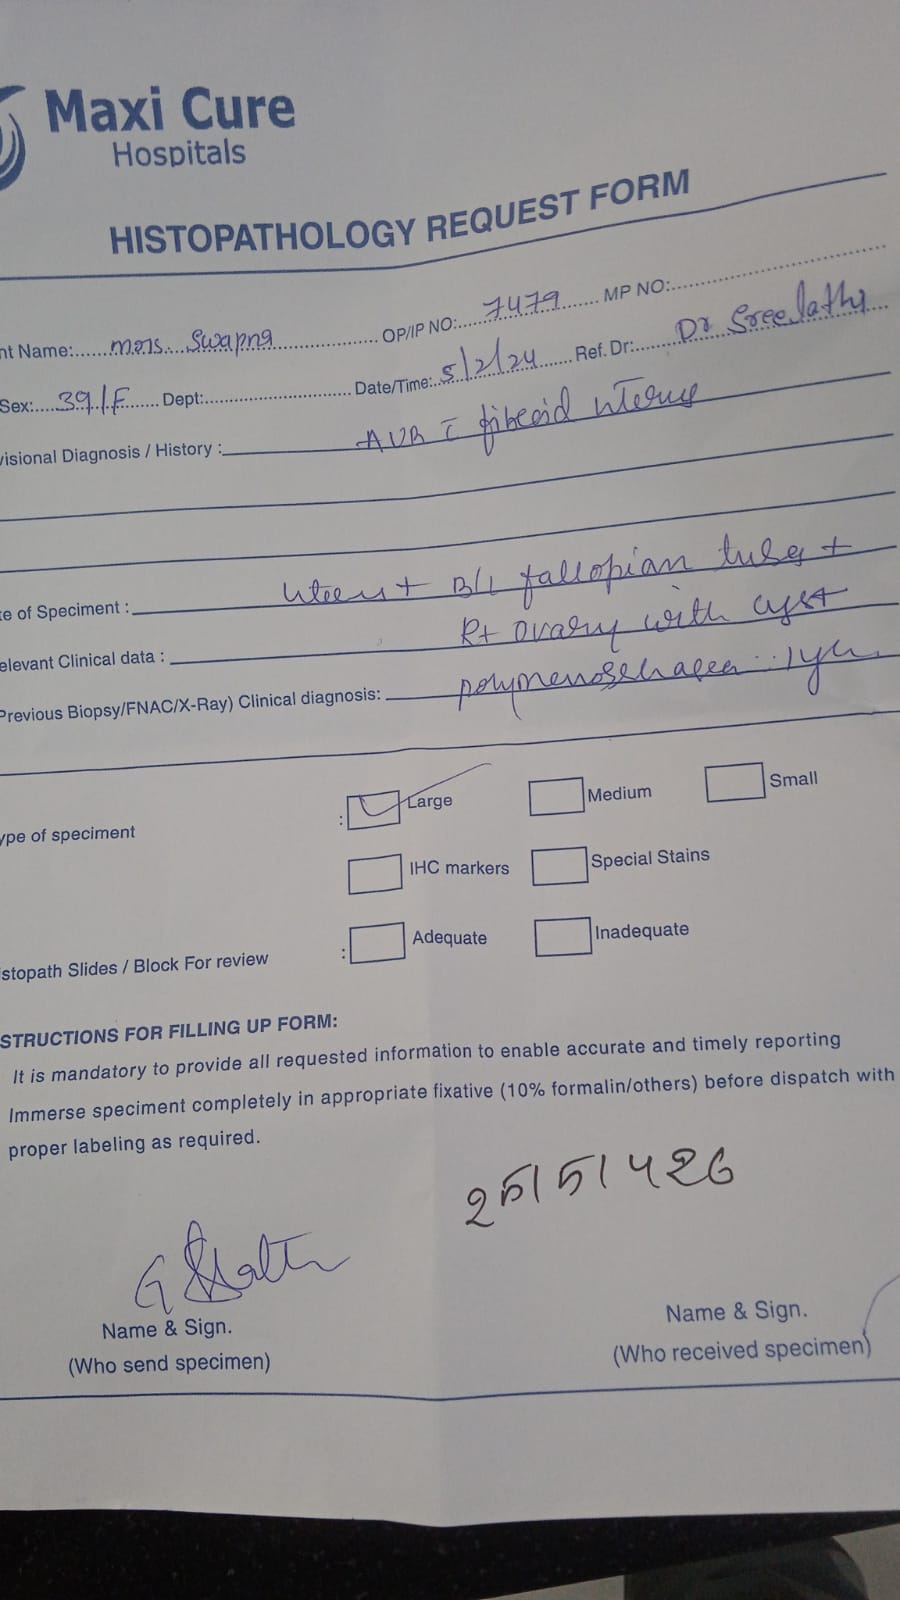 Maxi Cure
Hospitals
HISTOPATHOLOGY REQUEST FORM
nt Name:......mrs. Swapna.................... OP/IP NO:....7479...... MP NO:..............................
Sex:....39/F...... Dept:............................ Date/Time:.5/2/24...... Ref. Dr:......Dr Sreelatha...
visional Diagnosis / History : AUB c̄ fibroid uterus
te of Speciment : Uterus + B/L fallopian tubes +
elevant Clinical data : Rt ovary with cyst
Previous Biopsy/FNAC/X-Ray) Clinical diagnosis: polymenorrhagea : 1yr.
ype of speciment : Large Medium Small
IHC markers Special Stains
stopath Slides / Block For review : Adequate Inadequate
STRUCTIONS FOR FILLING UP FORM:
It is mandatory to provide all requested information to enable accurate and timely reporting
Immerse speciment completely in appropriate fixative (10% formalin/others) before dispatch with
proper labeling as required.
25151426
Name & Sign.
(Who send specimen)
Name & Sign.
(Who received specimen)